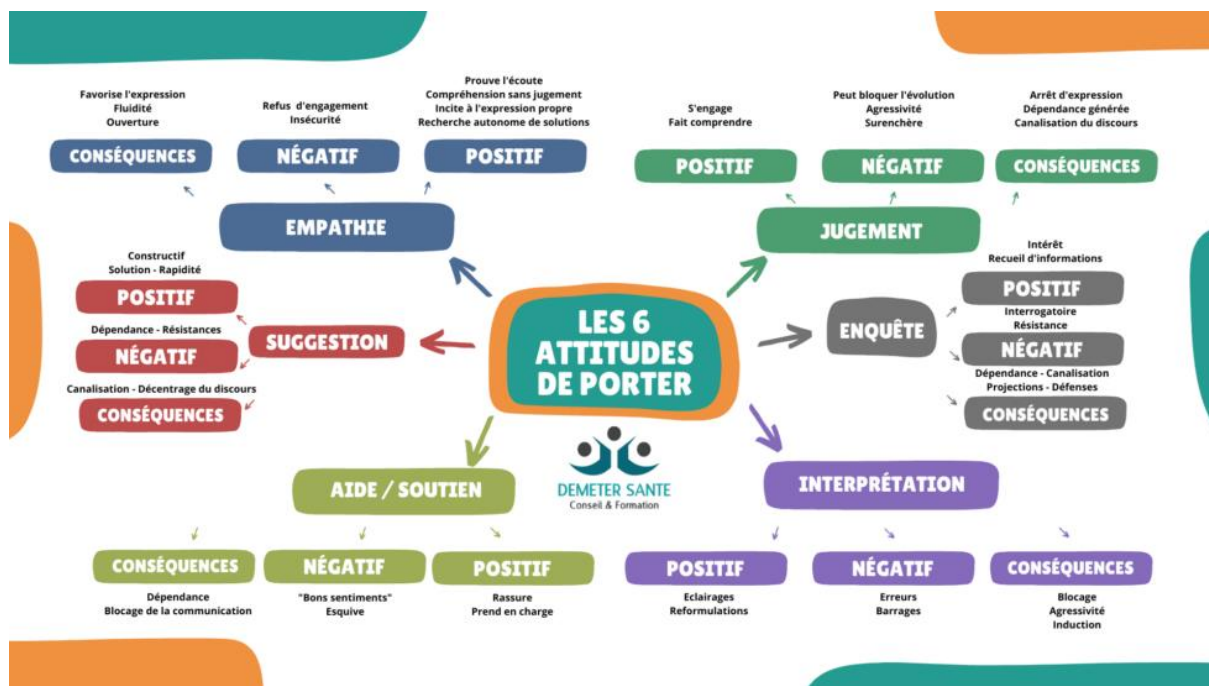 LES 6
ATTITUDES
DE PORTER
DEMETER SANTE
Conseil & Formation
EMPATHIE
Favorise l'expression
Fluidité
Ouverture
CONSÉQUENCES
Refus d'engagement
Insécurité
NÉGATIF
Prouve l'écoute
Compréhension sans jugement
Incite à l'expression propre
Recherche autonome de solutions
POSITIF
JUGEMENT
S'engage
Fait comprendre
POSITIF
Peut bloquer l'évolution
Agressivité
Surenchère
NÉGATIF
Arrêt d'expression
Dépendance générée
Canalisation du discours
CONSÉQUENCES
SUGGESTION
Constructif
Solution - Rapidité
POSITIF
Dépendance - Résistances
NÉGATIF
Canalisation - Décentrage du discours
CONSÉQUENCES
ENQUÊTE
Intérêt
Recueil d'informations
POSITIF
Interrogatoire
Résistance
NÉGATIF
Dépendance - Canalisation
Projections - Défenses
CONSÉQUENCES
AIDE / SOUTIEN
CONSÉQUENCES
Dépendance
Blocage de la communication
NÉGATIF
"Bons sentiments"
Esquive
POSITIF
Rassure
Prend en charge
INTERPRÉTATION
POSITIF
Eclairages
Reformulations
NÉGATIF
Erreurs
Barrages
CONSÉQUENCES
Blocage
Agressivité
Induction